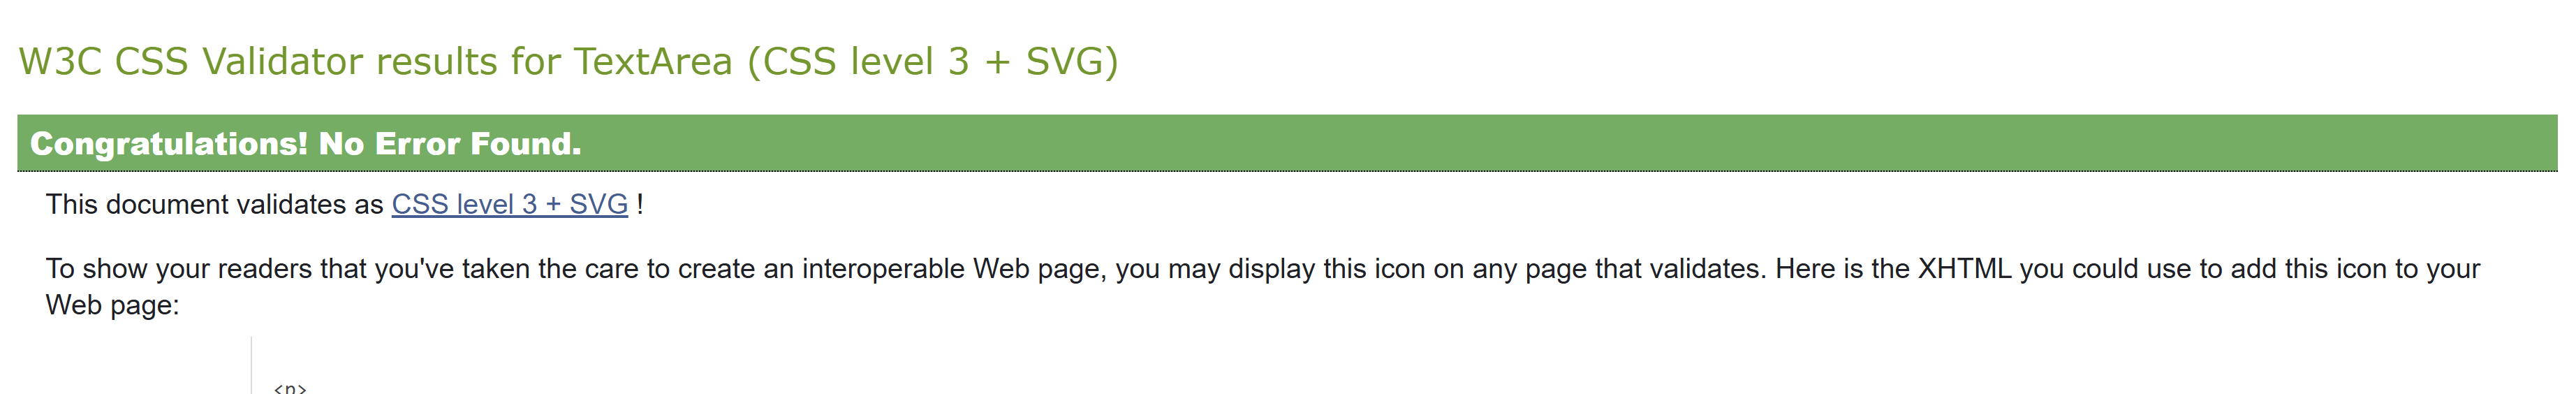 W3C CSS Validator results for TextArea (CSS level 3 + SVG)
Congratulations! No Error Found.
This document validates as CSS level 3 + SVG !
To show your readers that you've taken the care to create an interoperable Web page, you may display this icon on any page that validates. Here is the XHTML you could use to add this icon to your
Web page:
<p>